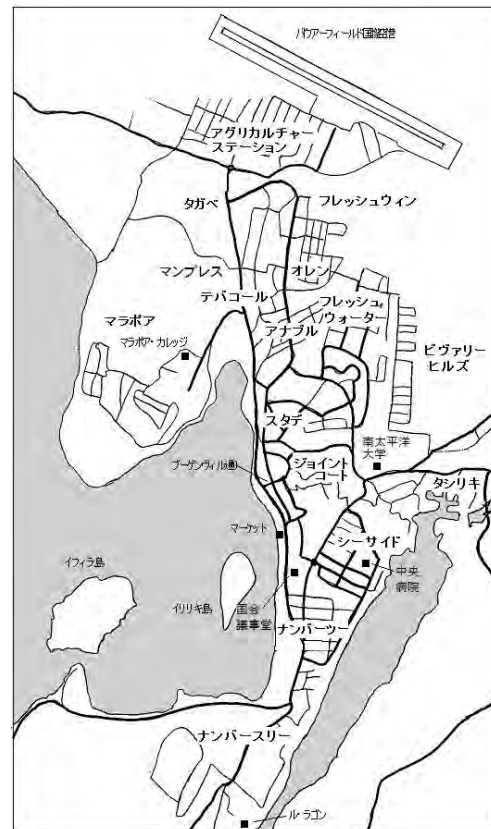 バウアーフィールド国際空港
アグリカルチャー
ステーション
タガベ
フレッシュウィン
マンプレス
オレン
テバコール
フレッシュ
ウォーター
マラポア
アナブル
マラポア・カレッジ
ビヴァリー
ヒルズ
スタデ
南太平洋
大学
ブーゲンヴィル通り
ジョイント
コート
タシリキ
マーケット
シーサイド
イフィラ島
中央
病院
イリリキ島
国会
議事堂
ナンバーツー
ナンバースリー
ル・ラゴン